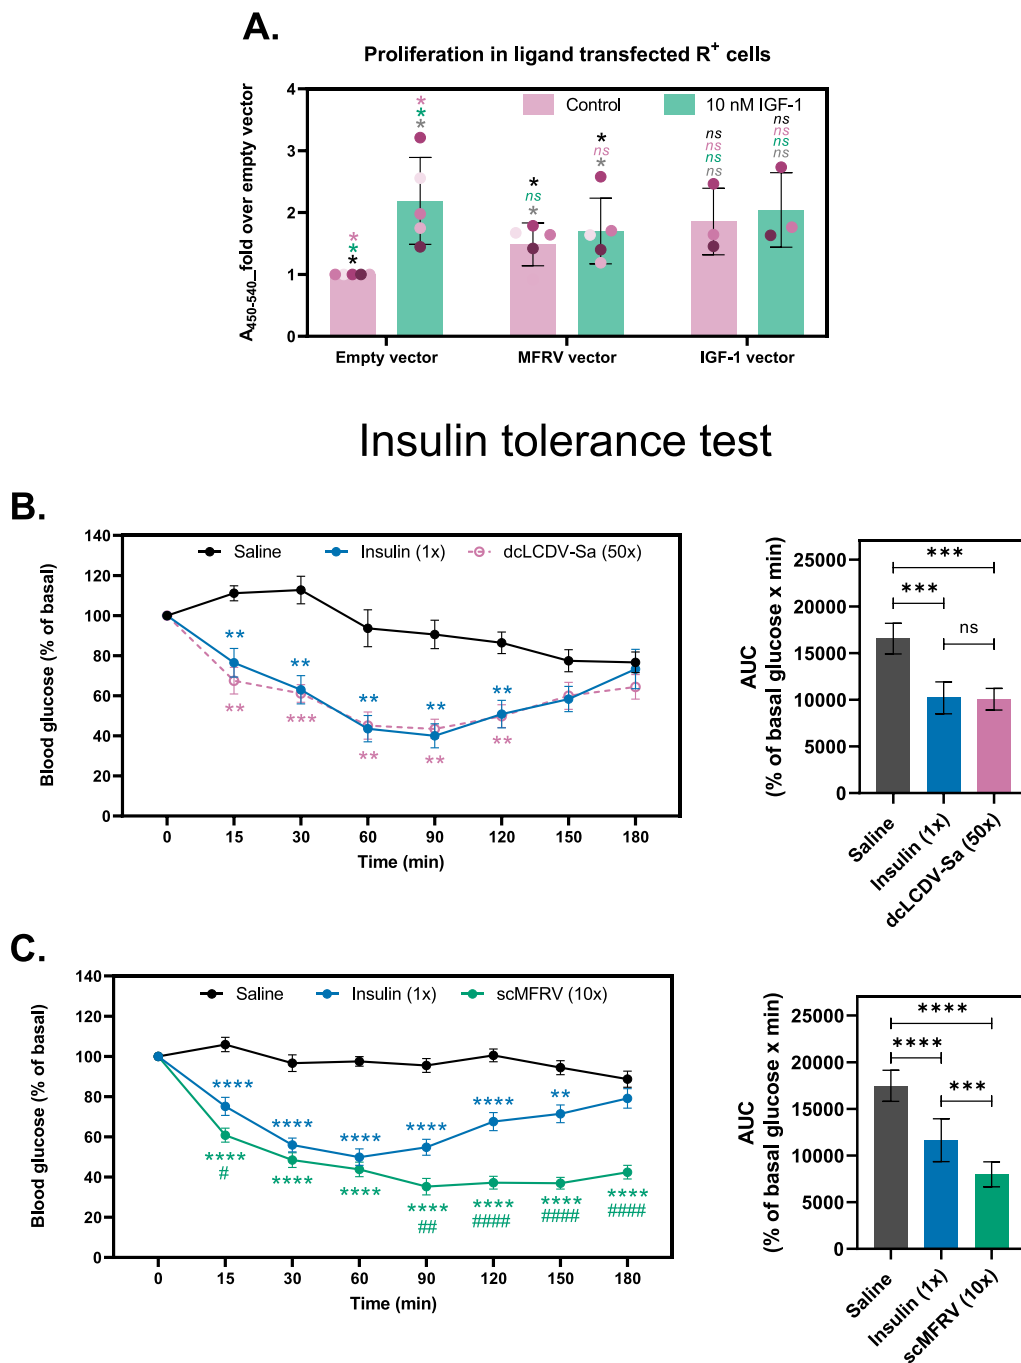 A.
Proliferation in ligand transfected R+ cells
A450-540_fold over empty vector
4
3
2
1
0
Control
10 nM IGF-1
*
*
*
*
*
*
*
ns
*
*
ns
*
ns
ns
ns
ns
ns
ns
ns
ns
Empty vector
MFRV vector
IGF-1 vector
Insulin tolerance test
B.
Blood glucose (% of basal)
140
120
100
80
60
40
20
0
Saline
Insulin (1x)
dcLCDV-Sa (50x)
**
**
**
**
**
**
***
**
**
**
0 15 30 60 90 120 150 180
Time (min)
AUC
(% of basal glucose x min)
25000
20000
15000
10000
5000
0
***
***
ns
Saline
Insulin (1x)
dcLCDV-Sa (50x)
C.
Blood glucose (% of basal)
140
120
100
80
60
40
20
0
Saline
Insulin (1x)
scMFRV (10x)
****
****
****
****
****
**
****
#
****
****
****
##
****
####
****
####
****
####
0 15 30 60 90 120 150 180
Time (min)
AUC
(% of basal glucose x min)
25000
20000
15000
10000
5000
0
****
****
***
Saline
Insulin (1x)
scMFRV (10x)